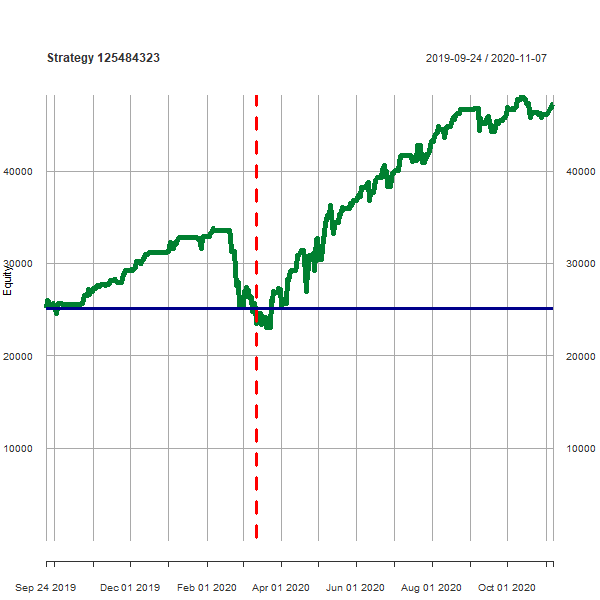 Strategy 125484323
2019-09-24 / 2020-11-07
40000
40000
30000
30000
Equity
20000
20000
10000
10000
Sep 24 2019
Dec 01 2019
Feb 01 2020
Apr 01 2020
Jun 01 2020
Aug 01 2020
Oct 01 2020